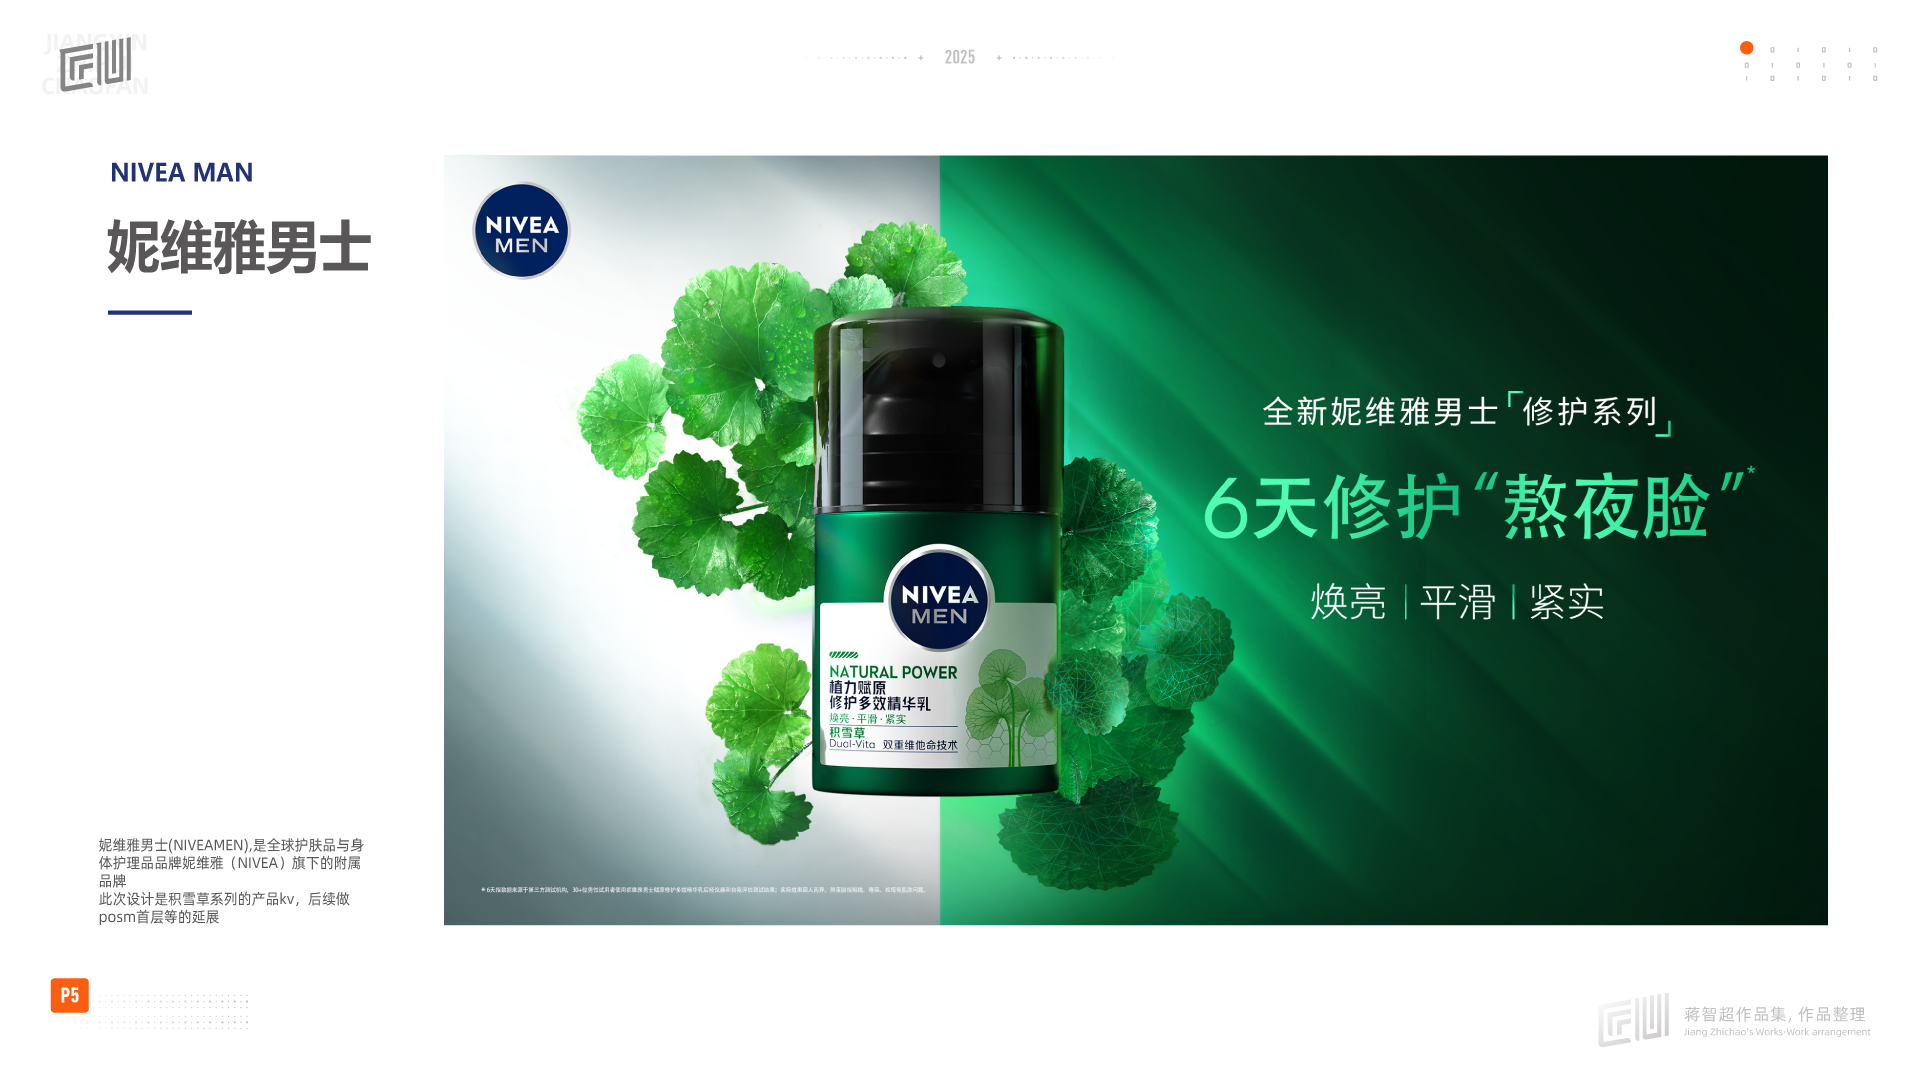 2025
NIVEA MAN
妮维雅男士
NIVEA
MEN
全新妮维雅男士「修护系列」
6天修护“熬夜脸”*
焕亮|平滑|紧实
NIVEA
MEN
NATURAL POWER
植力赋原
修护多效精华乳
焕亮·平滑·紧实
积雪草
Dual-Vita 双重维他命技术
妮维雅男士(NIVEAMEN),是全球护肤品与身
体护理品品牌妮维雅（NIVEA）旗下的附属
品牌
此次设计是积雪草系列的产品kv，后续做
posm首层等的延展
P5
蒋智超作品集, 作品整理
Jiang Zhichao's Works·Work arrangement